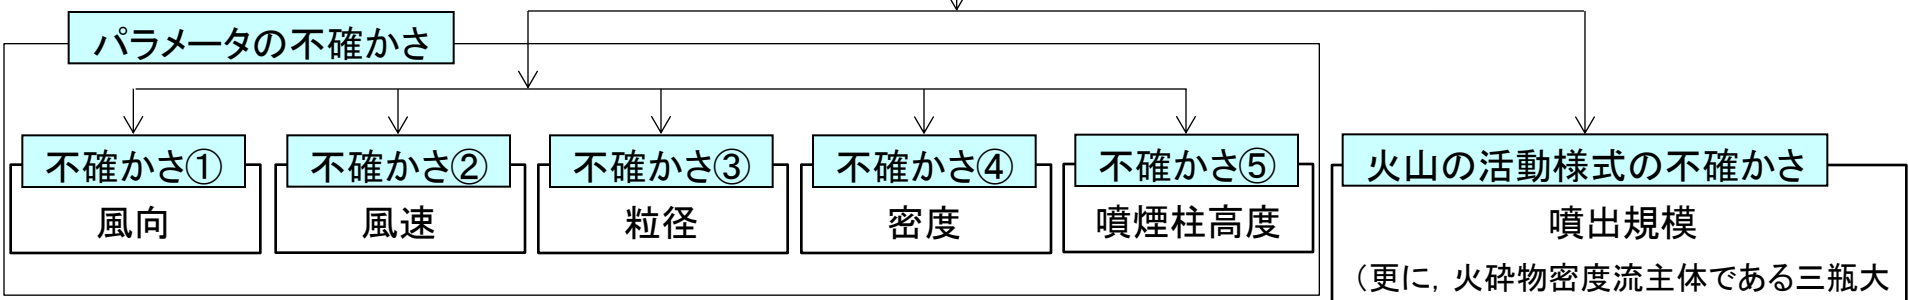 パラメータの不確かさ
不確かさ①
風向
不確かさ②
風速
不確かさ③
粒径
不確かさ④
密度
不確かさ⑤
噴煙柱高度
火山の活動様式の不確かさ
噴出規模
（更に，火砕物密度流主体である三瓶大